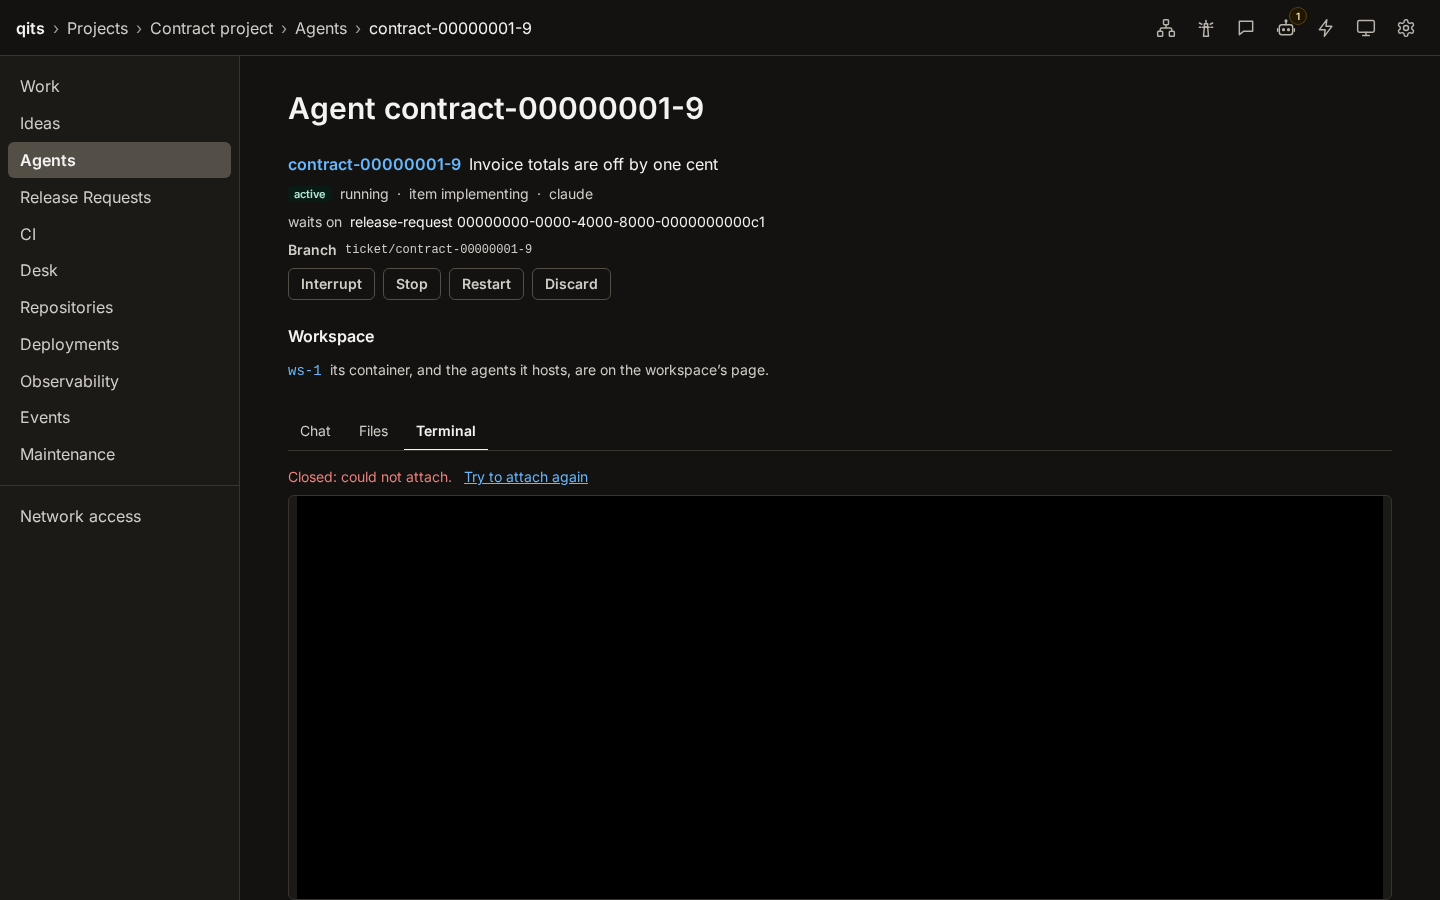 qits › Projects › Contract project › Agents › contract-00000001-9
1
Work
Ideas
Agents
Release Requests
CI
Desk
Repositories
Deployments
Observability
Events
Maintenance
Network access
Agent contract-00000001-9
contract-00000001-9 Invoice totals are off by one cent
active running · item implementing · claude
waits on release-request 00000000-0000-4000-8000-0000000000c1
Branch ticket/contract-00000001-9
Interrupt Stop Restart Discard
Workspace
ws-1 its container, and the agents it hosts, are on the workspace’s page.
Chat Files Terminal
Closed: could not attach. Try to attach again